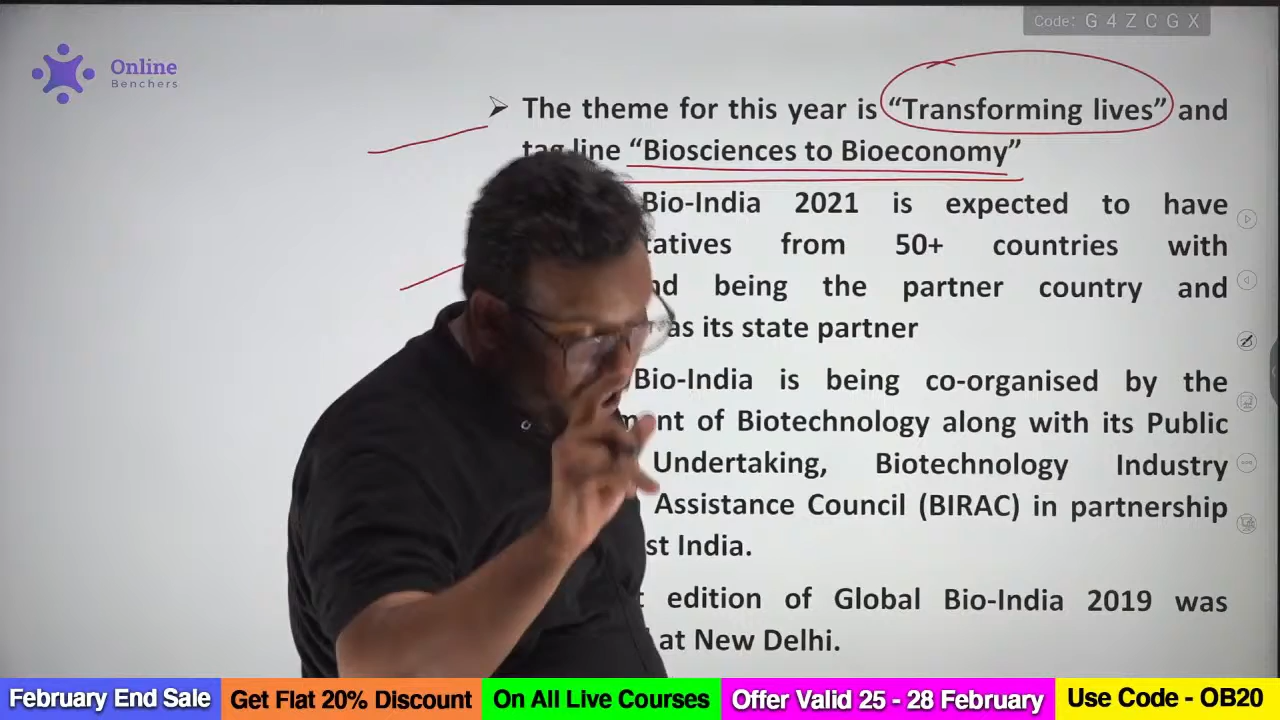 Code: G 4 Z C G X
Online
Benchers
➤ The theme for this year is “Transforming lives” and
tag line “Biosciences to Bioeconomy”
Bio-India 2021 is expected to have
tatives from 50+ countries with
nd being the partner country and
as its state partner
Bio-India is being co-organised by the
nt of Biotechnology along with its Public
Undertaking, Biotechnology Industry
Assistance Council (BIRAC) in partnership
st India.
edition of Global Bio-India 2019 was
at New Delhi.
February End Sale
Get Flat 20% Discount
On All Live Courses
Offer Valid 25 - 28 February
Use Code - OB20